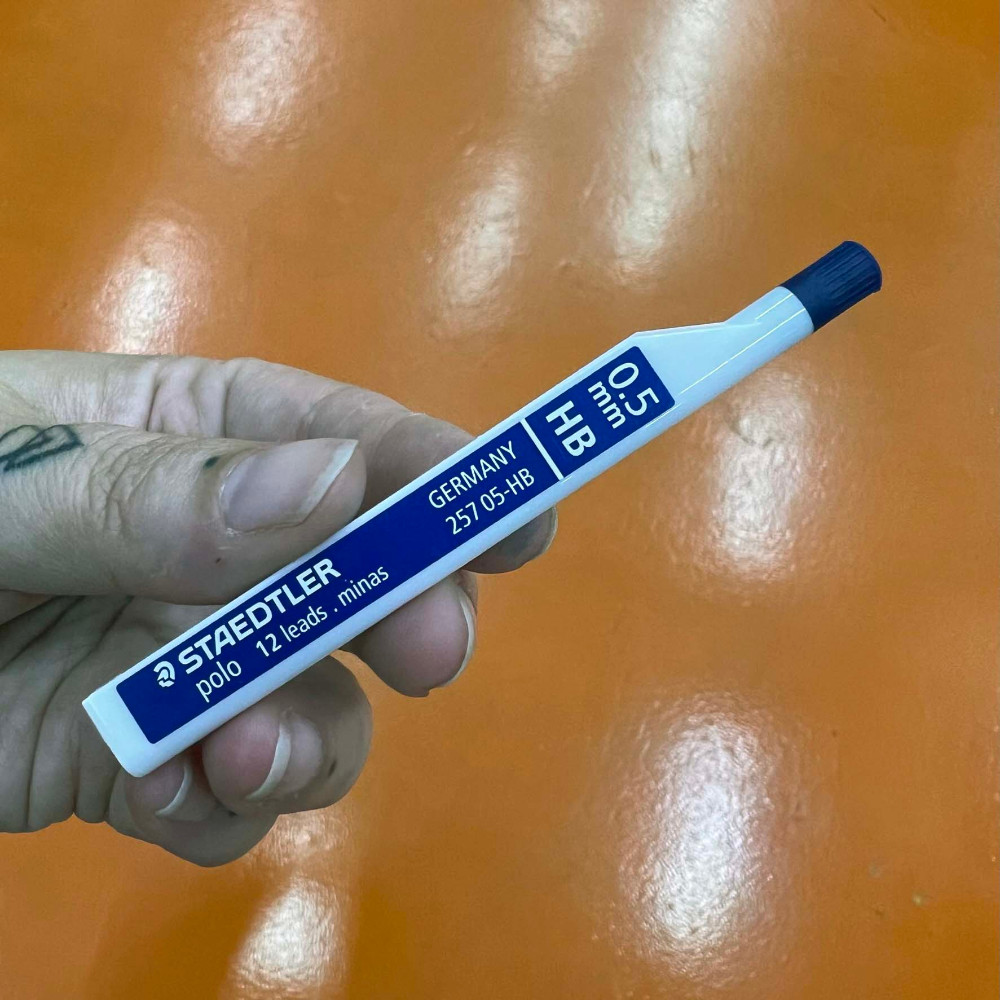 STAEDTLER
polo 12 leads . minas
GERMANY
257 05-HB
HB
0.5
mm